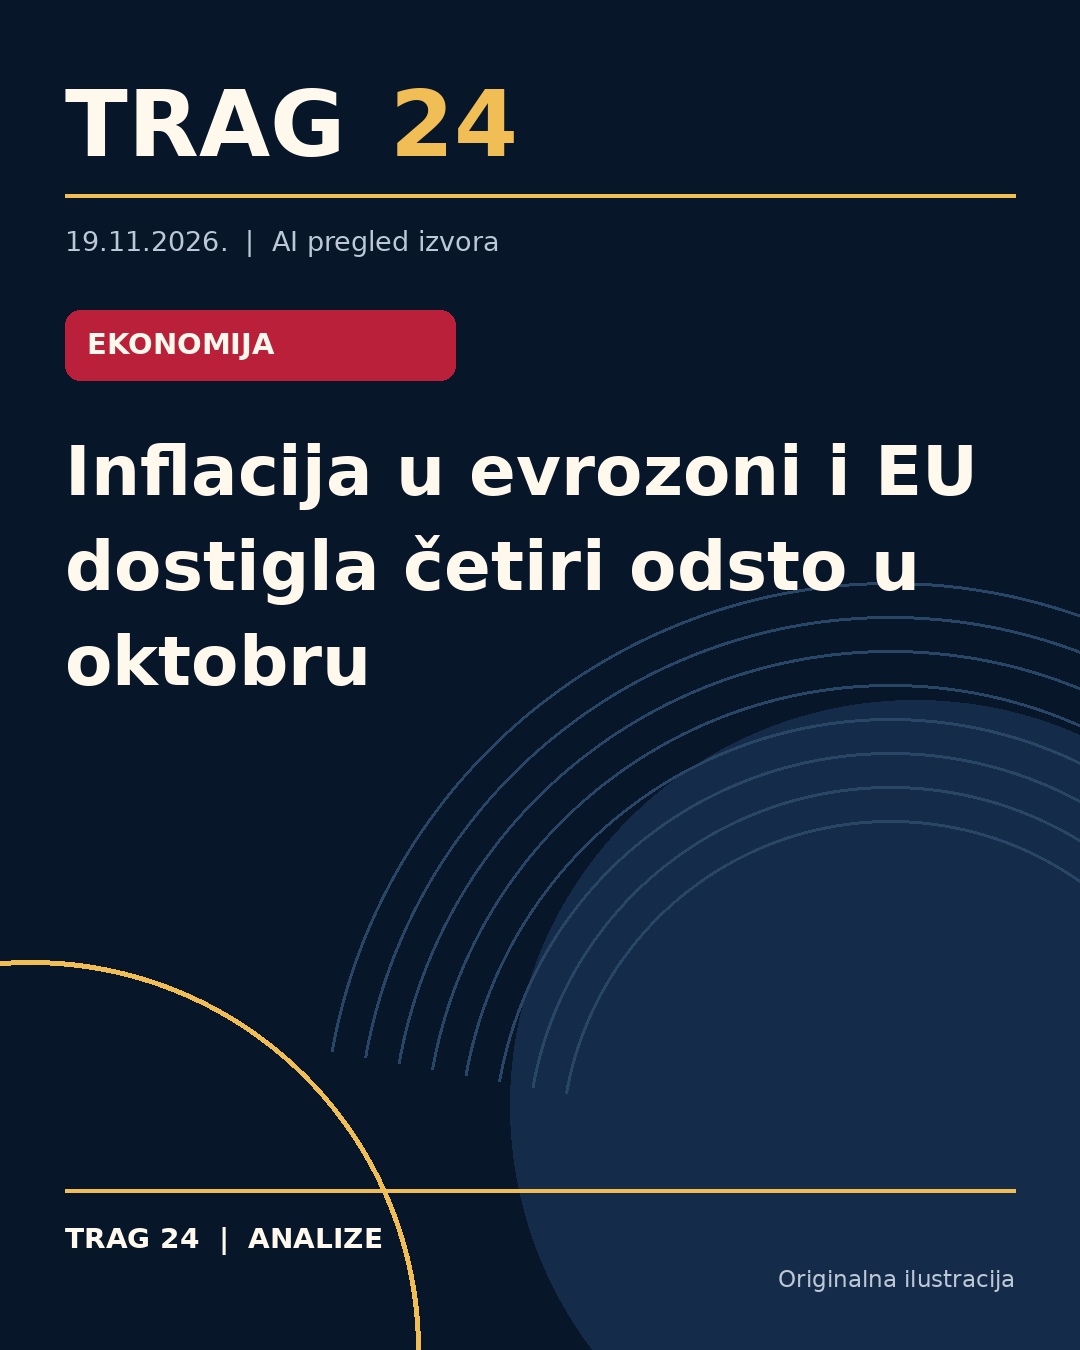 TRAG 24
19.11.2026. | AI pregled izvora
EKONOMIJA
Inflacija u evrozoni i EU
dostigla četiri odsto u
oktobru
TRAG 24 | ANALIZE
Originalna ilustracija